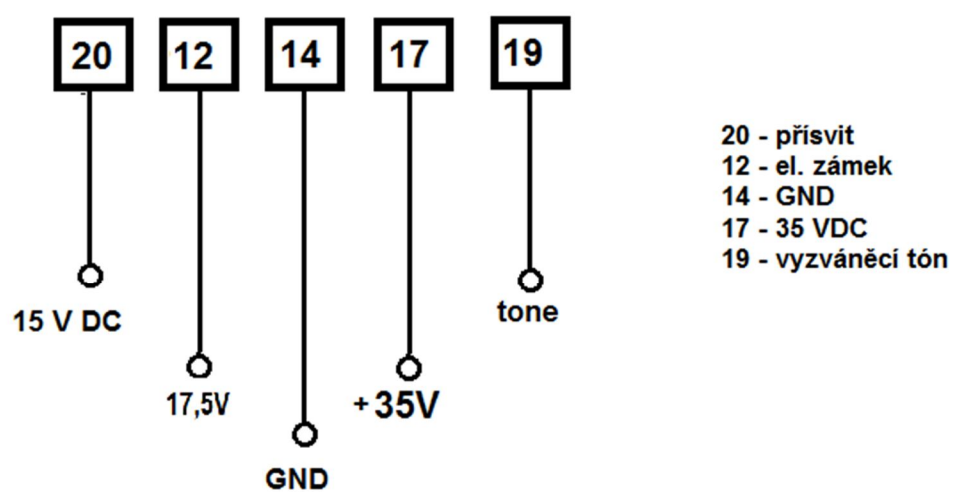 20 12 14 17 19
20 - přísvit
12 - el. zámek
14 - GND
17 - 35 VDC
19 - vyzváněcí tón
15 V DC
tone
17,5V
+35V
GND